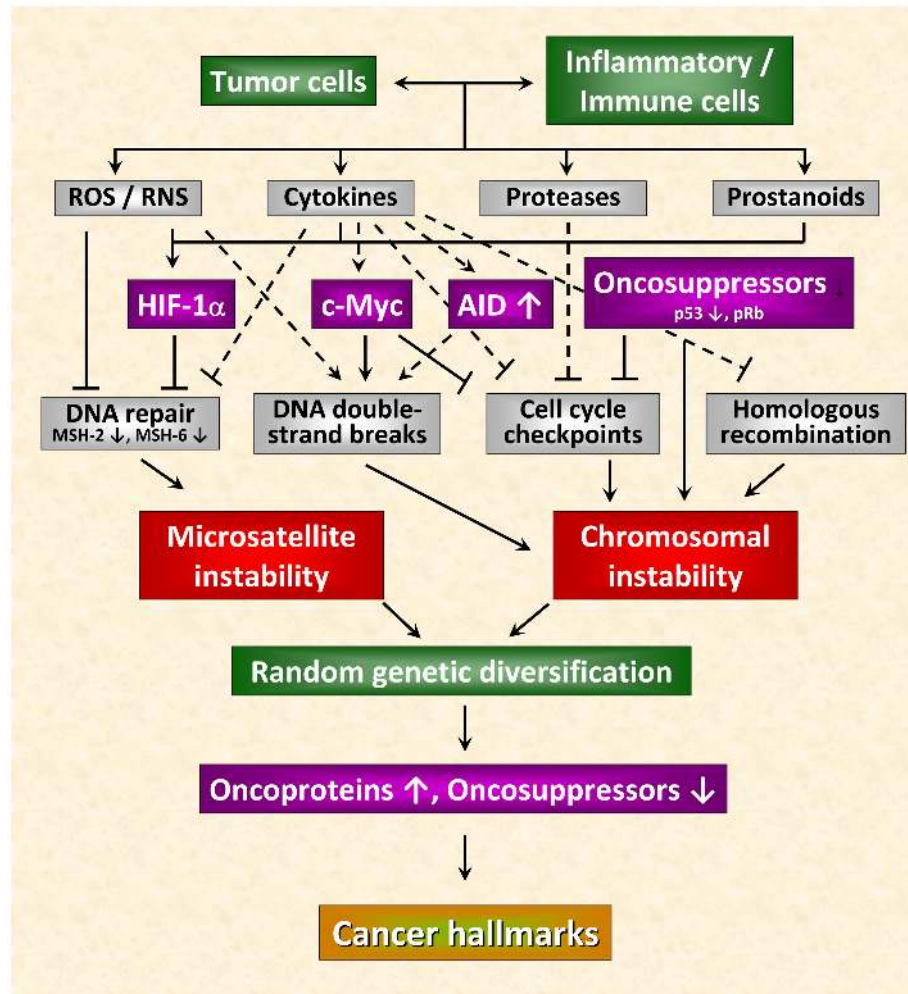 Tumor cells
Inflammatory /
Immune cells
ROS / RNS
Cytokines
Proteases
Prostanoids
HIF-1α
c-Myc
AID ↑
Oncosuppressors ↓
p53 ↓, pRb
DNA repair
MSH-2 ↓, MSH-6 ↓
DNA double-
strand breaks
Cell cycle
checkpoints
Homologous
recombination
Microsatellite
instability
Chromosomal
instability
Random genetic diversification
Oncoproteins ↑, Oncosuppressors ↓
Cancer hallmarks